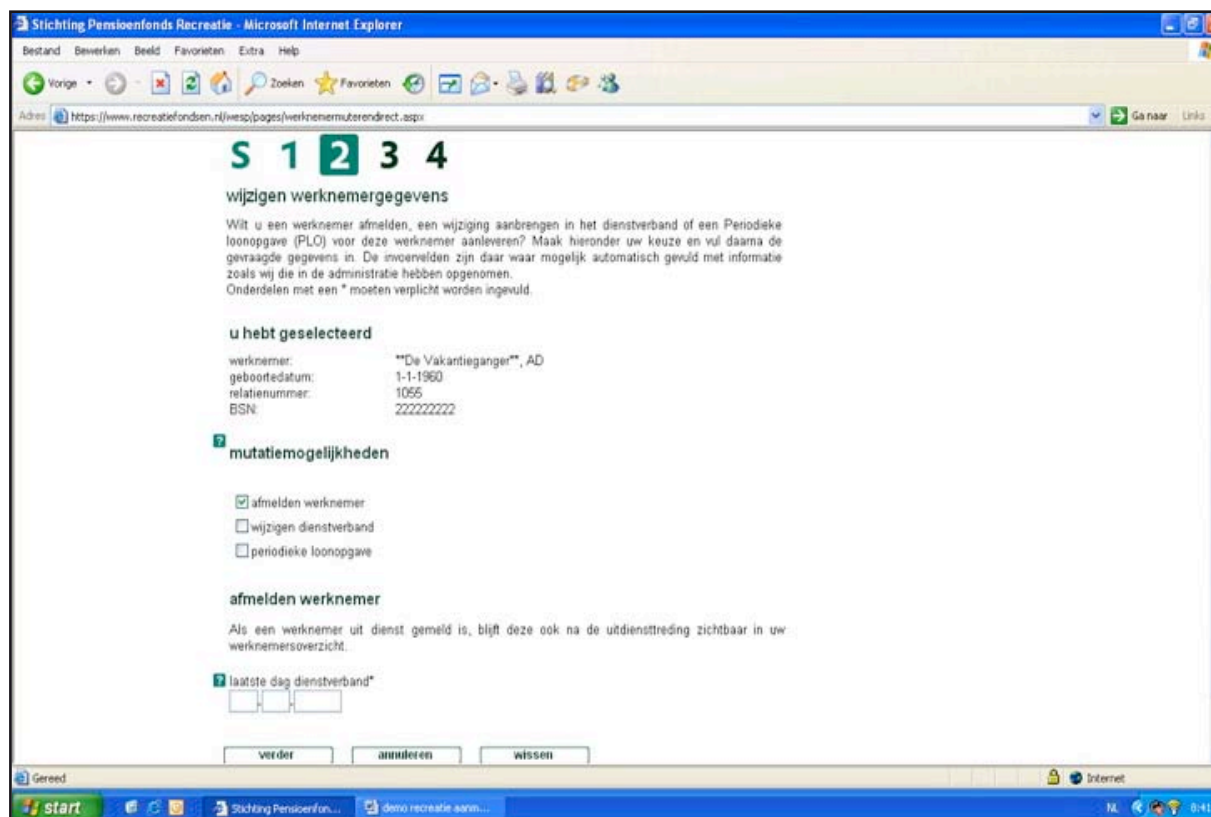 Stichting Pensioenfonds Recreatie - Microsoft Internet Explorer
Bestand Bewerken Beeld Favorieten Extra Help
Vorige Zoeken Favorieten
Adres https://www.recreatiefondsen.nl/wesp/pages/werknemermuterendirect.aspx Ga naar Links
S 1 2 3 4
wijzigen werknemergegevens
Wilt u een werknemer afmelden, een wijziging aanbrengen in het dienstverband of een Periodieke
loonopgave (PLO) voor deze werknemer aanleveren? Maak hieronder uw keuze en vul daarna de
gevraagde gegevens in. De invoervelden zijn daar waar mogelijk automatisch gevuld met informatie
zoals wij die in de administratie hebben opgenomen.
Onderdelen met een * moeten verplicht worden ingevuld.
u hebt geselecteerd
werknemer: **De Vakantieganger**, AD
geboortedatum: 1-1-1960
relatienummer: 1055
BSN: 222222222
? mutatiemogelijkheden
afmelden werknemer
wijzigen dienstverband
periodieke loonopgave
afmelden werknemer
Als een werknemer uit dienst gemeld is, blijft deze ook na de uitdiensttreding zichtbaar in uw
werknemersoverzicht.
? laatste dag dienstverband*
- -
verder annuleren wissen
Gereed Internet
start Stichting Pensioenfon... demo recreatie aanm... NL 8:41